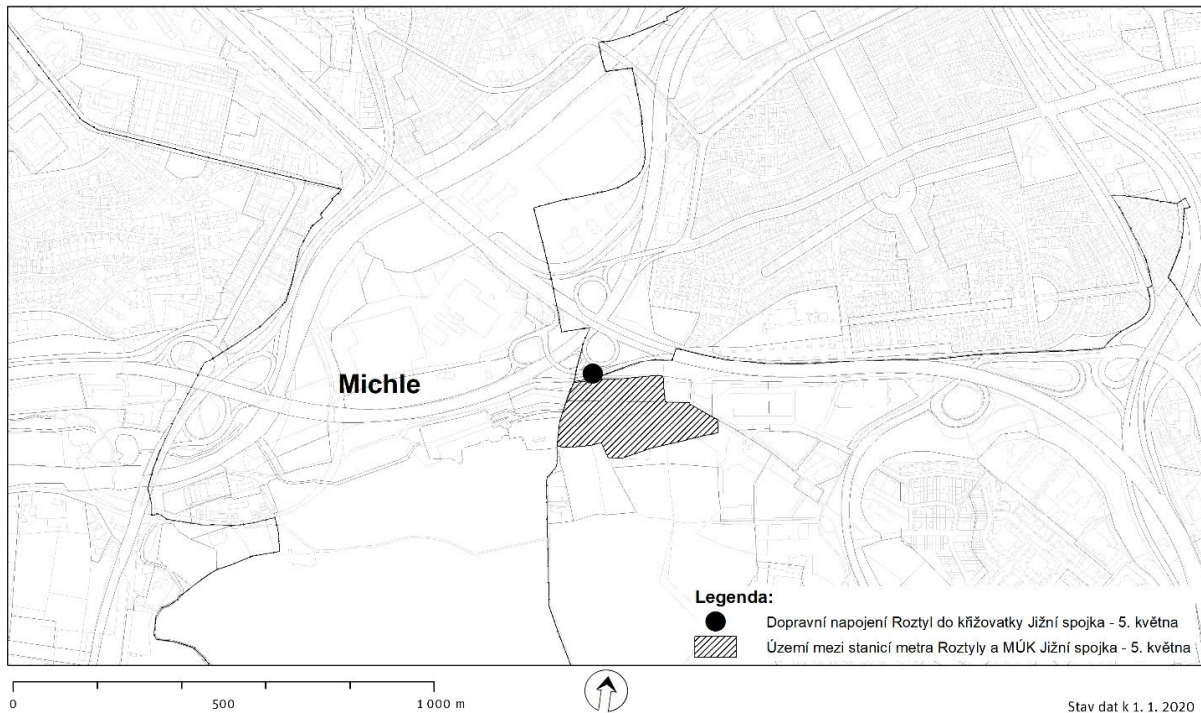 Michle
Legenda:
Dopravní napojení Roztyl do křižovatky Jižní spojka - 5. května
Území mezi stanicí metra Roztyly a MÚK Jižní spojka - 5. května
0 500 1 000 m
Stav dat k 1. 1. 2020